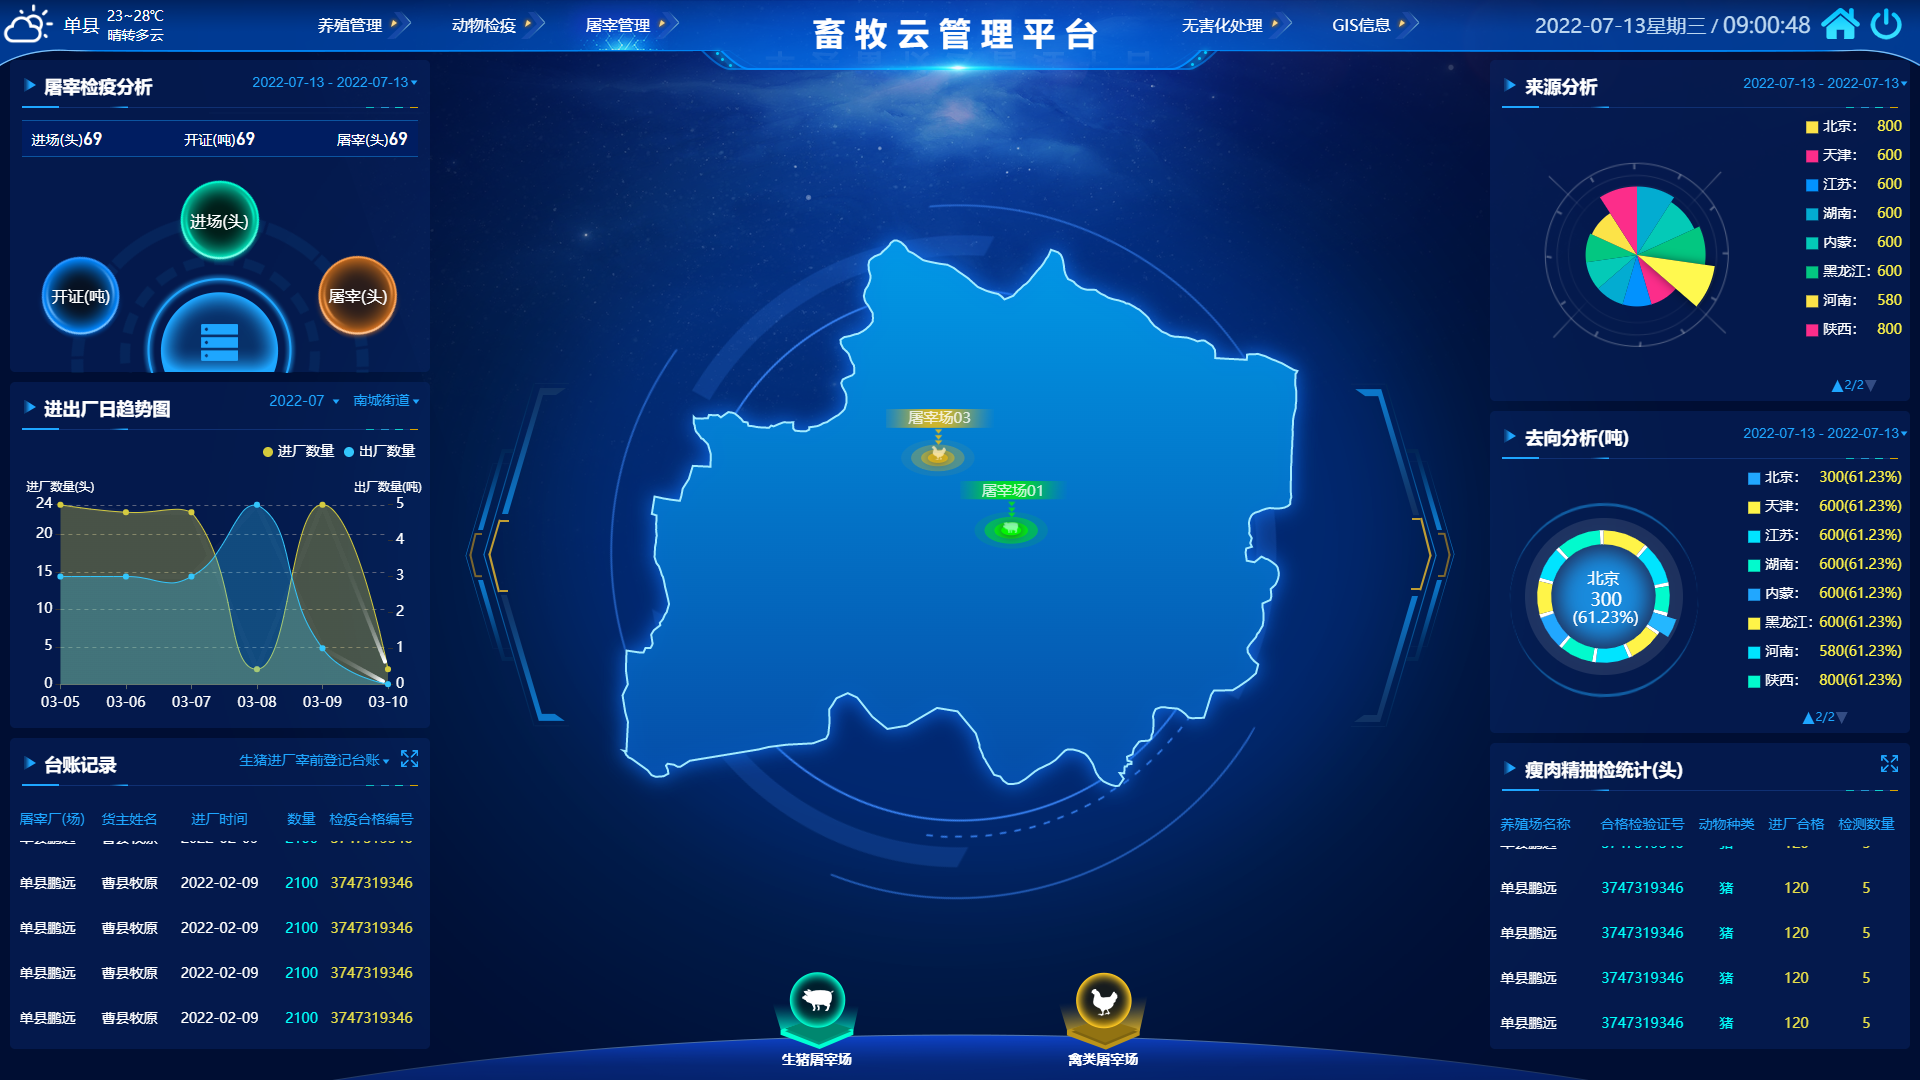 单县
23~28℃
晴转多云
养殖管理
动物检疫
屠宰管理
畜牧云管理平台
无害化处理
GIS信息
2022-07-13星期三 / 09:00:48
屠宰检疫分析
2022-07-13 - 2022-07-13
进场(头)69
开证(吨)69
屠宰(头)69
进场(头)
开证(吨)
屠宰(头)
进出厂日趋势图
2022-07
南城街道
进厂数量
出厂数量
进厂数量(头)
出厂数量(吨)
24
20
15
10
5
0
5
4
3
2
1
0
03-05
03-06
03-07
03-08
03-09
03-10
台账记录
生猪进厂宰前登记台账
屠宰厂(场) 货主姓名 进厂时间 数量 检疫合格编号
单县鹏远 曹县牧原 2022-02-09 2100 3747319346
单县鹏远 曹县牧原 2022-02-09 2100 3747319346
单县鹏远 曹县牧原 2022-02-09 2100 3747319346
单县鹏远 曹县牧原 2022-02-09 2100 3747319346
屠宰场03
屠宰场01
生猪屠宰场
禽类屠宰场
来源分析
2022-07-13 - 2022-07-13
北京： 800
天津： 600
江苏： 600
湖南： 600
内蒙： 600
黑龙江：600
河南： 580
陕西： 800
2/2
去向分析(吨)
2022-07-13 - 2022-07-13
北京
300
(61.23%)
北京： 300(61.23%)
天津： 600(61.23%)
江苏： 600(61.23%)
湖南： 600(61.23%)
内蒙： 600(61.23%)
黑龙江：600(61.23%)
河南： 580(61.23%)
陕西： 800(61.23%)
2/2
瘦肉精抽检统计(头)
养殖场名称 合格检验证号 动物种类 进厂合格 检测数量
单县鹏远 3747319346 猪 120 5
单县鹏远 3747319346 猪 120 5
单县鹏远 3747319346 猪 120 5
单县鹏远 3747319346 猪 120 5